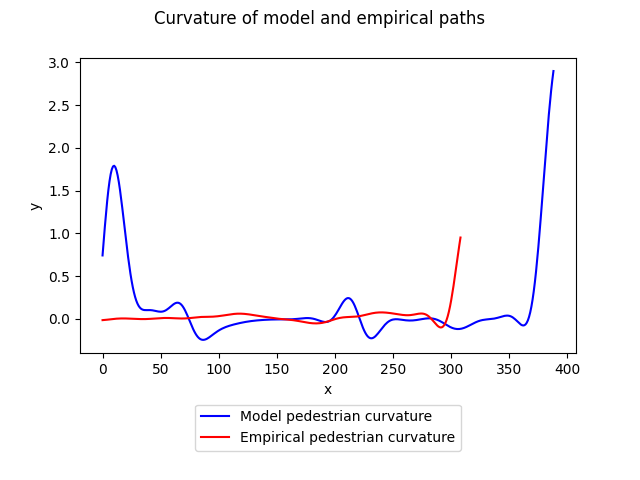 Curvature of model and empirical paths
3.0
2.5
2.0
1.5
1.0
0.5
0.0
y
0 50 100 150 200 250 300 350 400
x
Model pedestrian curvature
Empirical pedestrian curvature